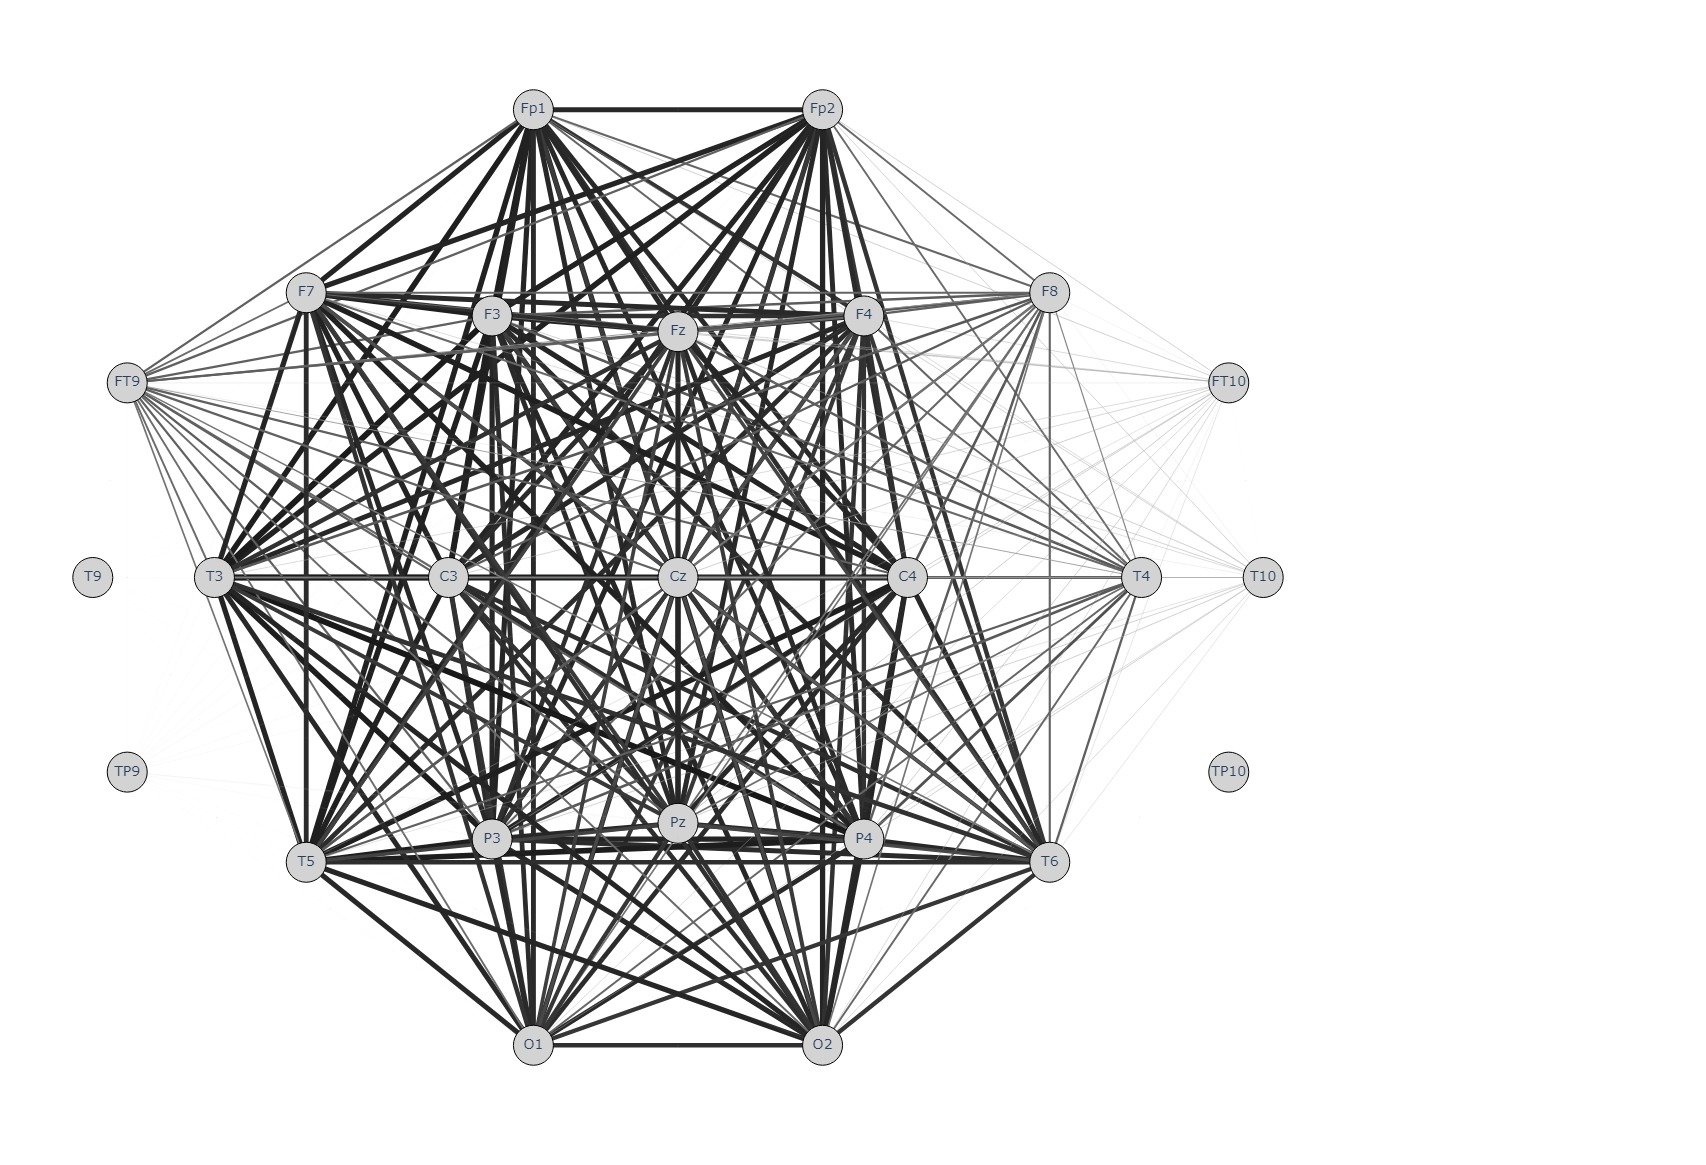 Fp1 Fp2
F7 F3 Fz F4 F8
FT9 FT10
T9 T3 C3 Cz C4 T4 T10
TP9 TP10
T5 P3 Pz P4 T6
O1 O2